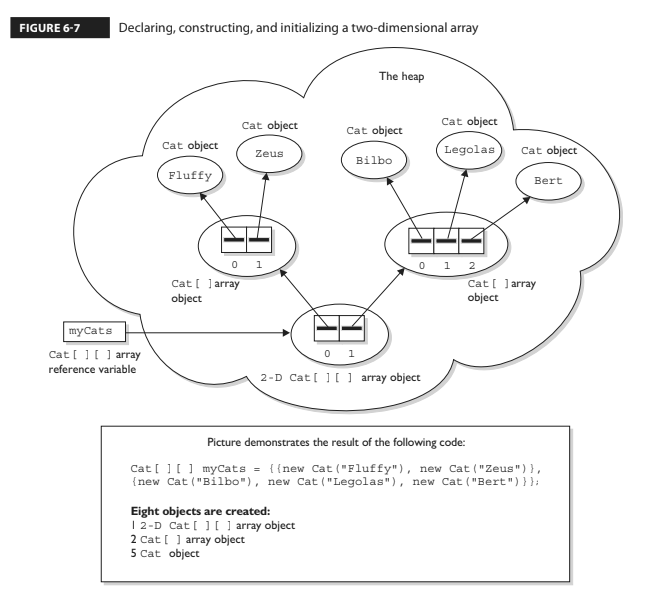 FIGURE 6-7 Declaring, constructing, and initializing a two-dimensional array
The heap
Cat object
Cat object
Cat object
Cat object
Cat object
Fluffy
Zeus
Bilbo
Legolas
Bert
0 1
0 1 2
Cat[ ] array
object
Cat[ ] array
object
myCats
Cat[ ][ ] array
reference variable
0 1
2-D Cat[ ][ ] array object
Picture demonstrates the result of the following code:
Cat[ ][ ] myCats = {{new Cat("Fluffy"), new Cat("Zeus")},
{new Cat("Bilbo"), new Cat("Legolas"), new Cat("Bert")}};
Eight objects are created:
1 2-D Cat[ ][ ] array object
2 Cat[ ] array object
5 Cat object